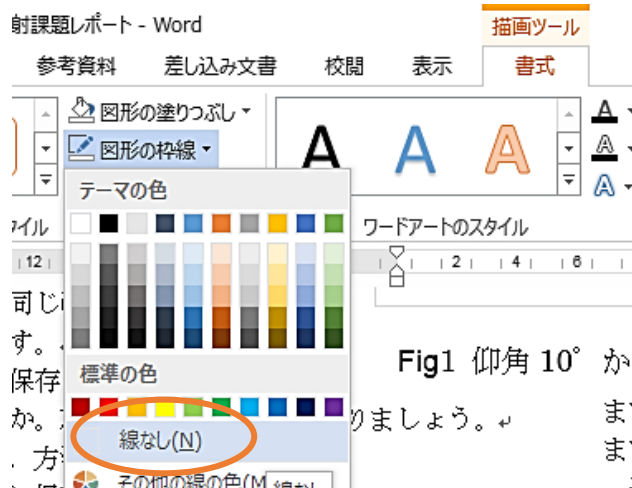 射課題レポート - Word
描画ツール
参考資料 差し込み文書 校閲 表示 書式
図形の塗りつぶし
図形の枠線
A A A A A A
テーマの色
イル
ワードアートのスタイル
12 2 4 6
す。
Fig1 仰角 10° か
標準の色
保存
か。 りましょう。↵ ま
線なし(N)
方 ま
その他の線の色(M
線なし